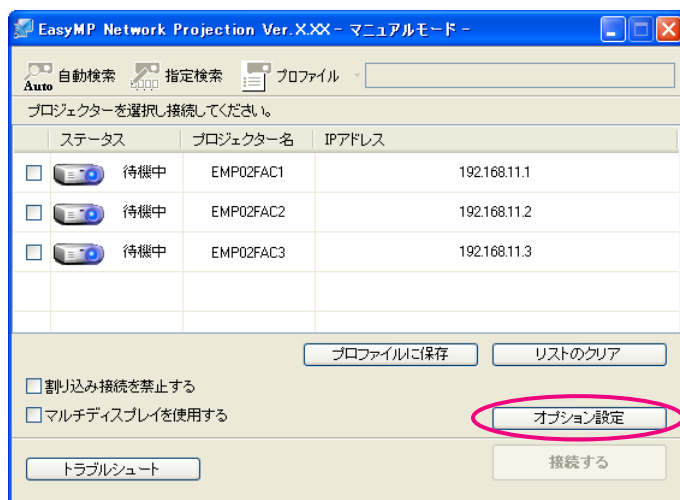 EasyMP Network Projection Ver.X.XX - マニュアルモード -
Auto 自動検索 指定検索 プロファイル
プロジェクターを選択し接続してください。
ステータス プロジェクター名 IPアドレス
待機中 EMP02FAC1 192.168.11.1
待機中 EMP02FAC2 192.168.11.2
待機中 EMP02FAC3 192.168.11.3
プロファイルに保存 リストのクリア
割り込み接続を禁止する
マルチディスプレイを使用する オプション設定
トラブルシュート 接続する